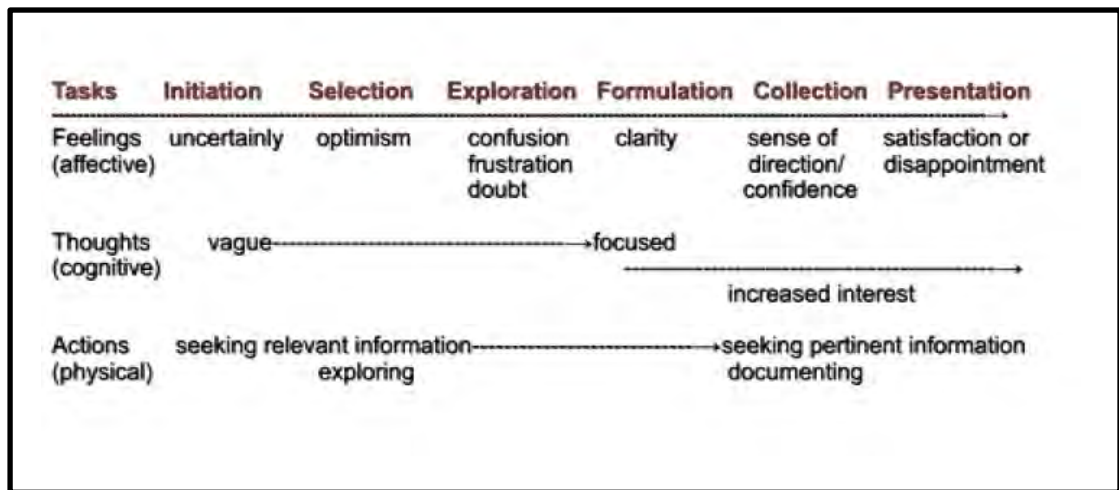 Tasks Initiation Selection Exploration Formulation Collection Presentation
Feelings uncertainly optimism confusion clarity sense of satisfaction or
(affective) frustration direction/ disappointment
doubt confidence
Thoughts vague focused
(cognitive)
increased interest
Actions seeking relevant information seeking pertinent information
(physical) exploring documenting